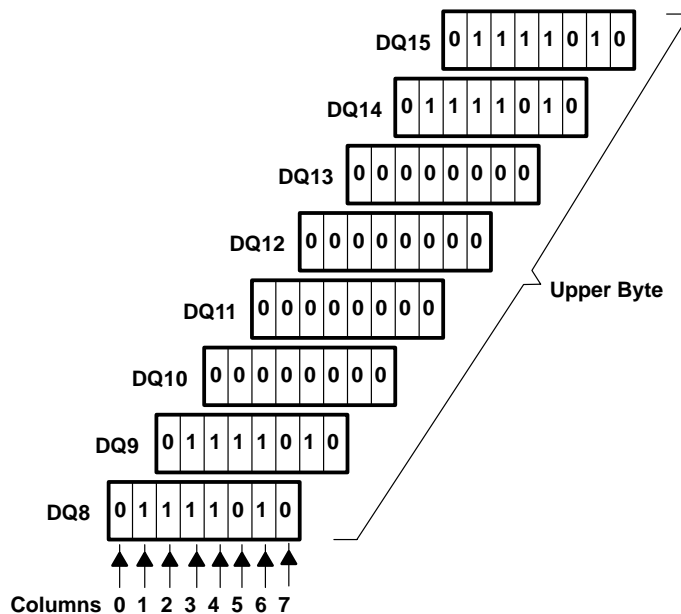 DQ15 0 1 1 1 1 0 1 0
DQ14 0 1 1 1 1 0 1 0
DQ13 0 0 0 0 0 0 0 0
DQ12 0 0 0 0 0 0 0 0
Upper Byte
DQ11 0 0 0 0 0 0 0 0
DQ10 0 0 0 0 0 0 0 0
DQ9 0 1 1 1 1 0 1 0
DQ8 0 1 1 1 1 0 1 0
Columns 0 1 2 3 4 5 6 7